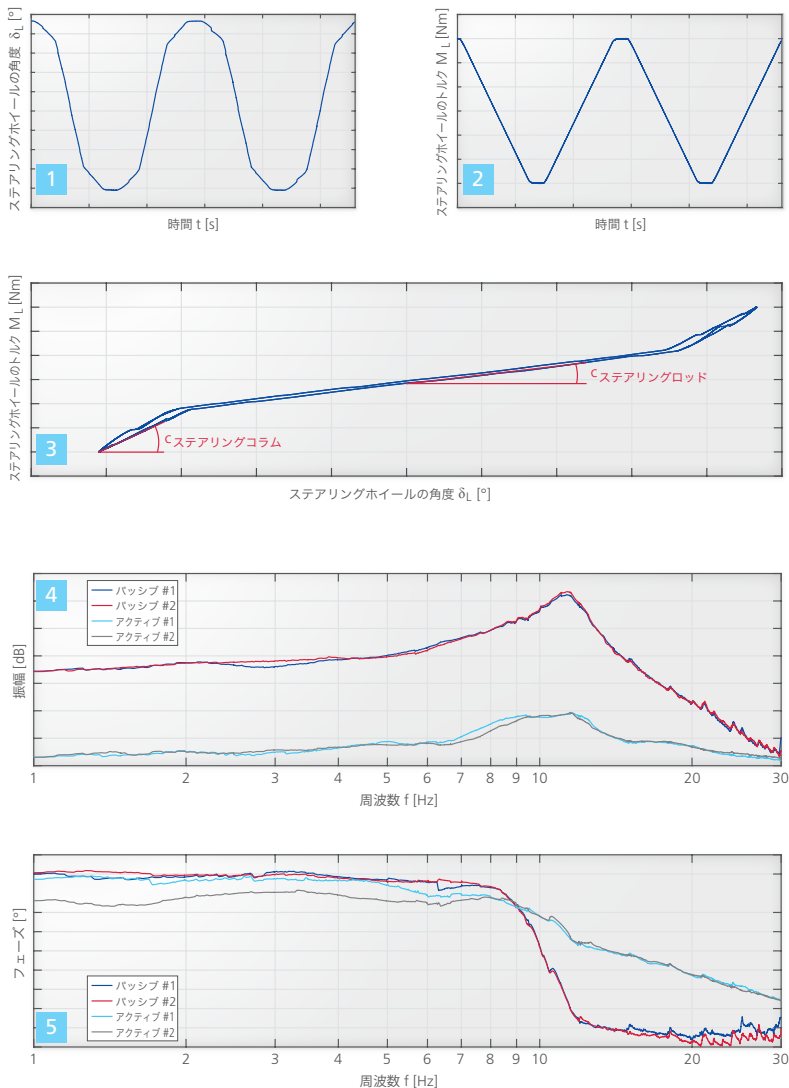 ステアリングホイールの角度 δL [°]
1
時間 t [s]
ステアリングホイールのトルク ML [Nm]
2
時間 t [s]
ステアリングホイールのトルク ML [Nm]
3
cステアリングロッド
cステアリングコラム
ステアリングホイールの角度 δL [°]
振幅 [dB]
4
パッシブ #1
パッシブ #2
アクティブ #1
アクティブ #2
1 2 3 4 5 6 7 8 9 10 20 30
周波数 f [Hz]
フェーズ [°]
パッシブ #1
パッシブ #2
アクティブ #1
アクティブ #2
5
1 2 3 4 5 6 7 8 9 10 20 30
周波数 f [Hz]